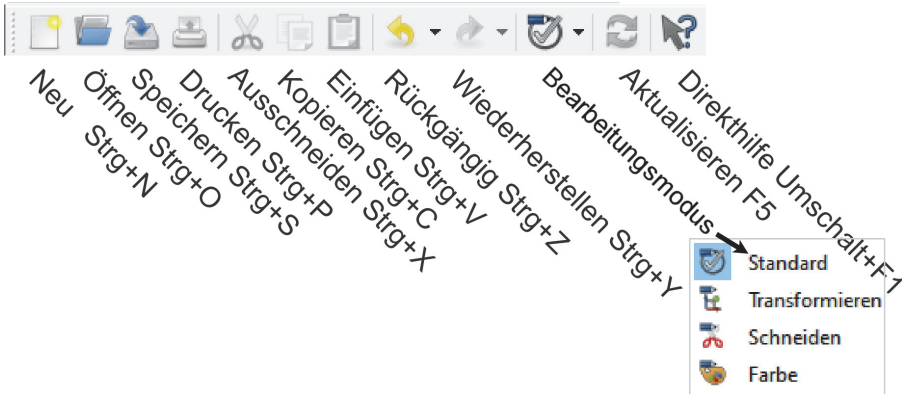 Neu Strg+N
Öffnen Strg+O
Speichern Strg+S
Drucken Strg+P
Ausschneiden Strg+X
Kopieren Strg+C
Einfügen Strg+V
Rückgängig Strg+Z
Wiederherstellen Strg+Y
Bearbeitungsmodus
Aktualisieren F5
Direkthilfe Umschalt+F1
Standard
Transformieren
Schneiden
Farbe